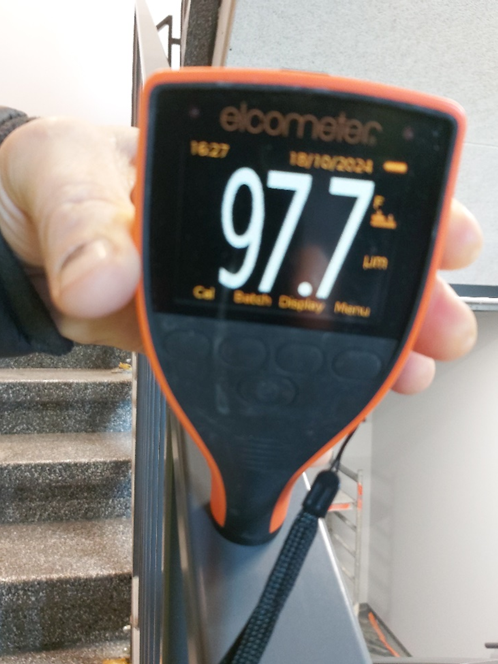 elcometer
16:27 18/10/2024
97.7
F
µm
Cal Batch Display Menu